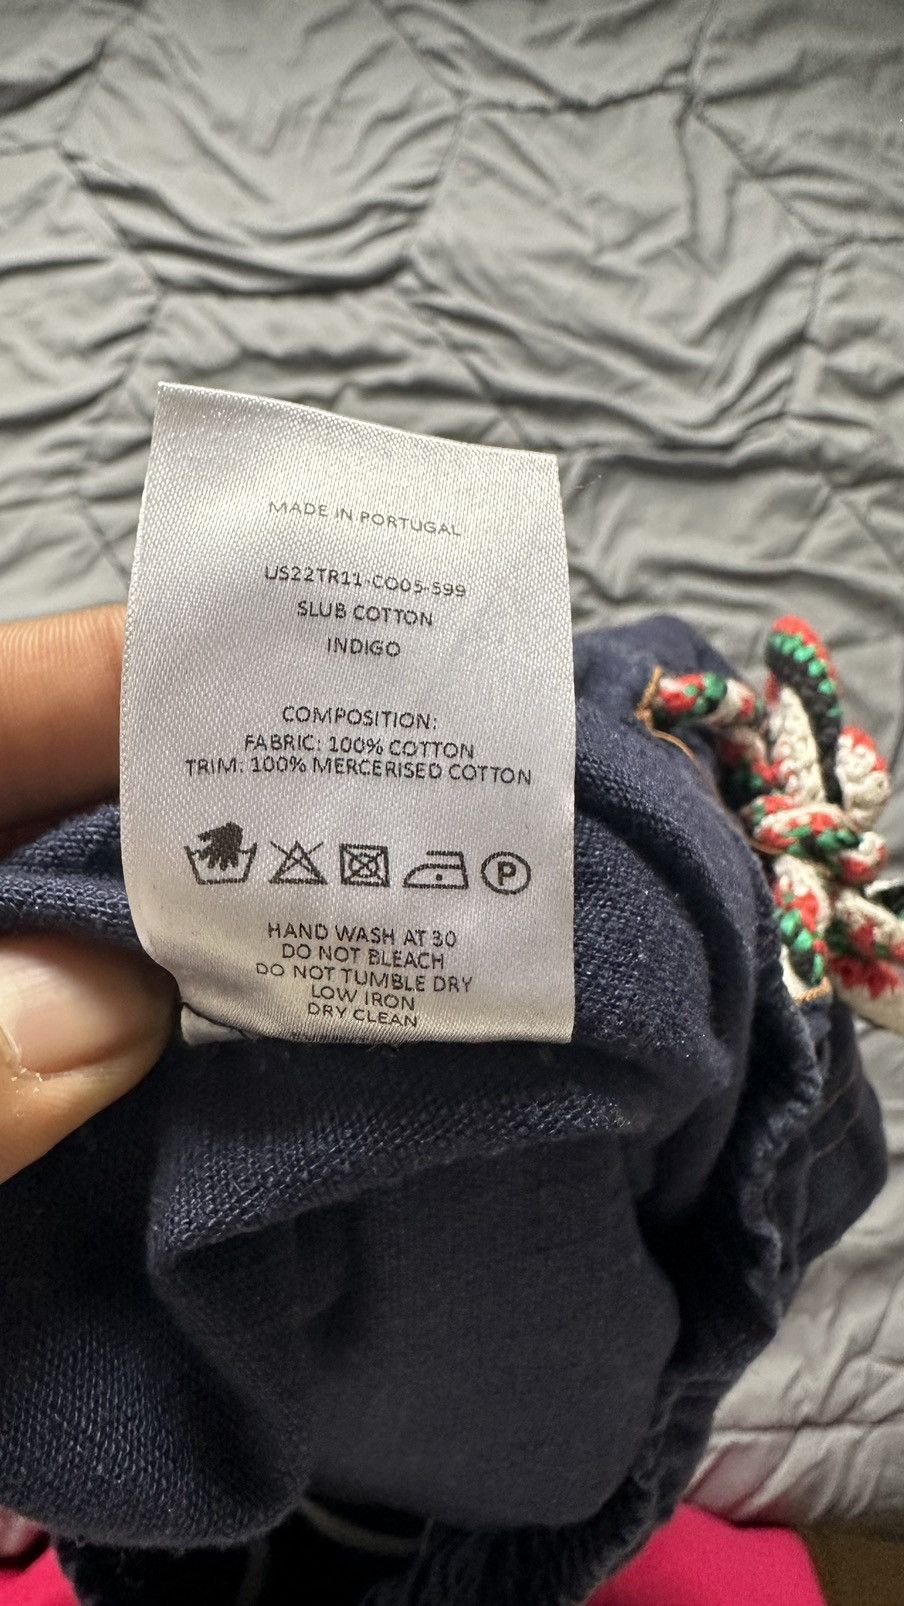 MADE IN PORTUGAL
US22TR11-CO05-599
SLUB COTTON
INDIGO
COMPOSITION:
FABRIC: 100% COTTON
TRIM: 100% MERCERISED COTTON
P
HAND WASH AT 30
DO NOT BLEACH
DO NOT TUMBLE DRY
LOW IRON
DRY CLEAN